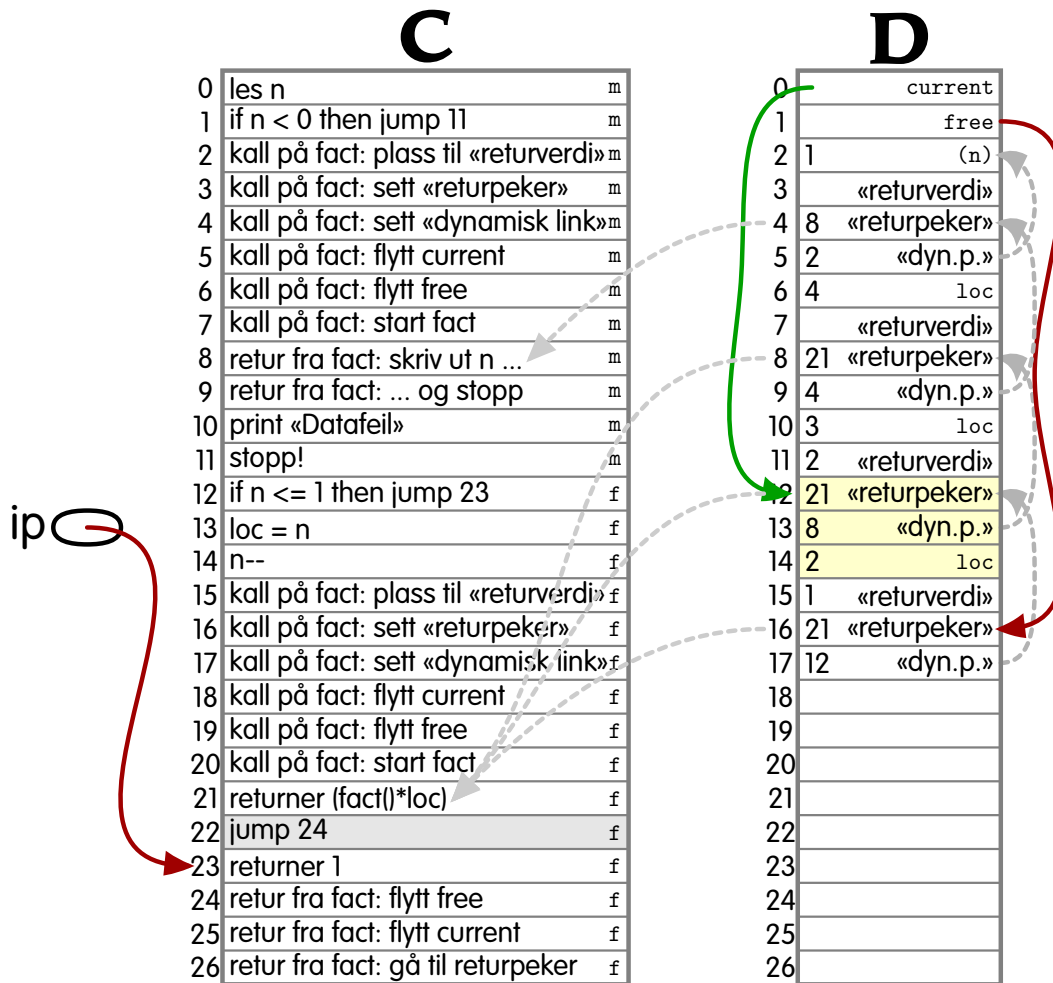 C
D
0 les n m
1 if n < 0 then jump 11 m
2 kall på fact: plass til «returverdi» m
3 kall på fact: sett «returpeker» m
4 kall på fact: sett «dynamisk link» m
5 kall på fact: flytt current m
6 kall på fact: flytt free m
7 kall på fact: start fact m
8 retur fra fact: skriv ut n ... m
9 retur fra fact: ... og stopp m
10 print «Datafeil» m
11 stopp! m
12 if n <= 1 then jump 23 f
ip
13 loc = n f
14 n-- f
15 kall på fact: plass til «returverdi» f
16 kall på fact: sett «returpeker» f
17 kall på fact: sett «dynamisk link» f
18 kall på fact: flytt current f
19 kall på fact: flytt free f
20 kall på fact: start fact f
21 returner (fact()*loc) f
22 jump 24 f
23 returner 1 f
24 retur fra fact: flytt free f
25 retur fra fact: flytt current f
26 retur fra fact: gå til returpeker f
0 current
1 free
2 1 (n)
3 «returverdi»
4 8 «returpeker»
5 2 «dyn.p.»
6 4 loc
7 «returverdi»
8 21 «returpeker»
9 4 «dyn.p.»
10 3 loc
11 2 «returverdi»
12 21 «returpeker»
13 8 «dyn.p.»
14 2 loc
15 1 «returverdi»
16 21 «returpeker»
17 12 «dyn.p.»
18
19
20
21
22
23
24
25
26